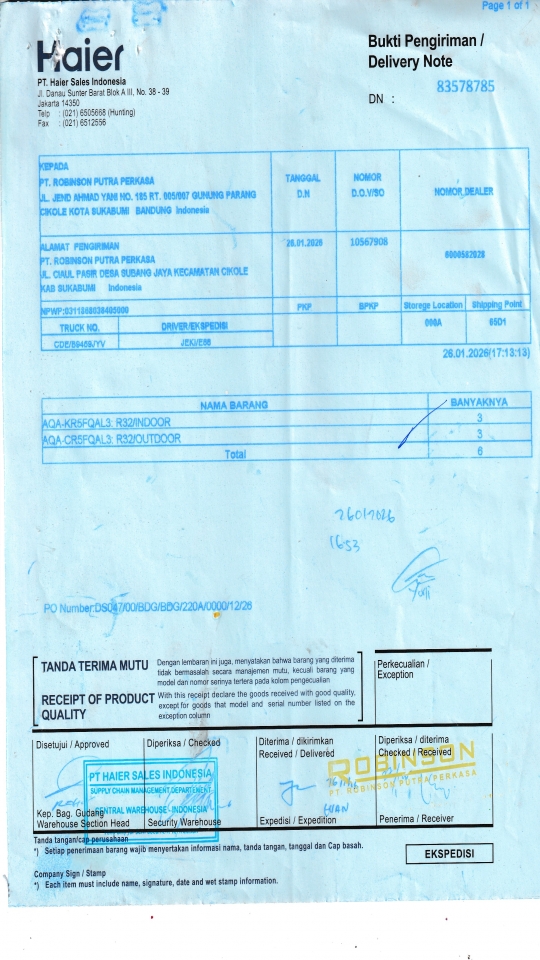 Page 1 of 1
Haier
PT. Haier Sales Indonesia
Jl. Danau Sunter Barat Blok A III, No. 38 - 39
Jakarta 14350
Telp : (021) 6505668 (Hunting)
Fax : (021) 6512556
Bukti Pengiriman /
Delivery Note
DN : 83578785
KEPADA
PT. ROBINSON PUTRA PERKASA
JL. JEND AHMAD YANI NO. 185 RT. 005/007 GUNUNG PARANG
CIKOLE KOTA SUKABUMI BANDUNG Indonesia
TANGGAL D.N
NOMOR D.O./SO
NOMOR DEALER
ALAMAT PENGIRIMAN
PT. ROBINSON PUTRA PERKASA
JL. CIAUL PASIR DESA SUBANG JAYA KECAMATAN CIKOLE
KAB SUKABUMI Indonesia
26.01.2026
10567908
NPWP:
PKP
BPKP
Storege Location
Shipping Point
TRUCK NO.
DRIVER/EKSPEDISI
JEKI/E68
26.01.2026(17:13:13)
NAMA BARANG BANYAKNYA
AQA-KR5FQAL3: R32/INDOOR 3
AQA-CR5FQAL3: R32/OUTDOOR 3
Total 6
1653
Yuni
PO Number:DS047/00/BDG/BDG/220A/0000/12/26
TANDA TERIMA MUTU
Dengan lembaran ini juga, menyatakan bahwa barang yang diterima
tidak bermasalah secara manajemen mutu, kecuali barang yang
model dan nomor serinya tertera pada kolom pengecualian
RECEIPT OF PRODUCT
QUALITY
With this receipt declare the goods received with good quality,
except for goods that model and serial number listed on the
exception column
Perkecualian /
Exception
Disetujui / Approved
Diperiksa / Checked
Diterima / dikirimkan
Received / Delivered
Diperiksa / diterima
Checked / Received
PT HAIER SALES INDONESIA
SUPPLY CHAIN MANAGEMENT DEPARTEMENT
CENTRAL WAREHOUSE - INDONESIA
ROBINSON
PT. ROBINSON PUTRA PERKASA
Kep. Bag. Gudang
Warehouse Section Head
Security Warehouse
Expedisi / Expedition
Penerima / Receiver
Tanda tangan/cap perusahaan
*) Setiap penerimaan barang wajib menyertakan informasi nama, tanda tangan, tanggal dan Cap basah.
EKSPEDISI
Company Sign / Stamp
*) Each item must include name, signature, date and wet stamp information.